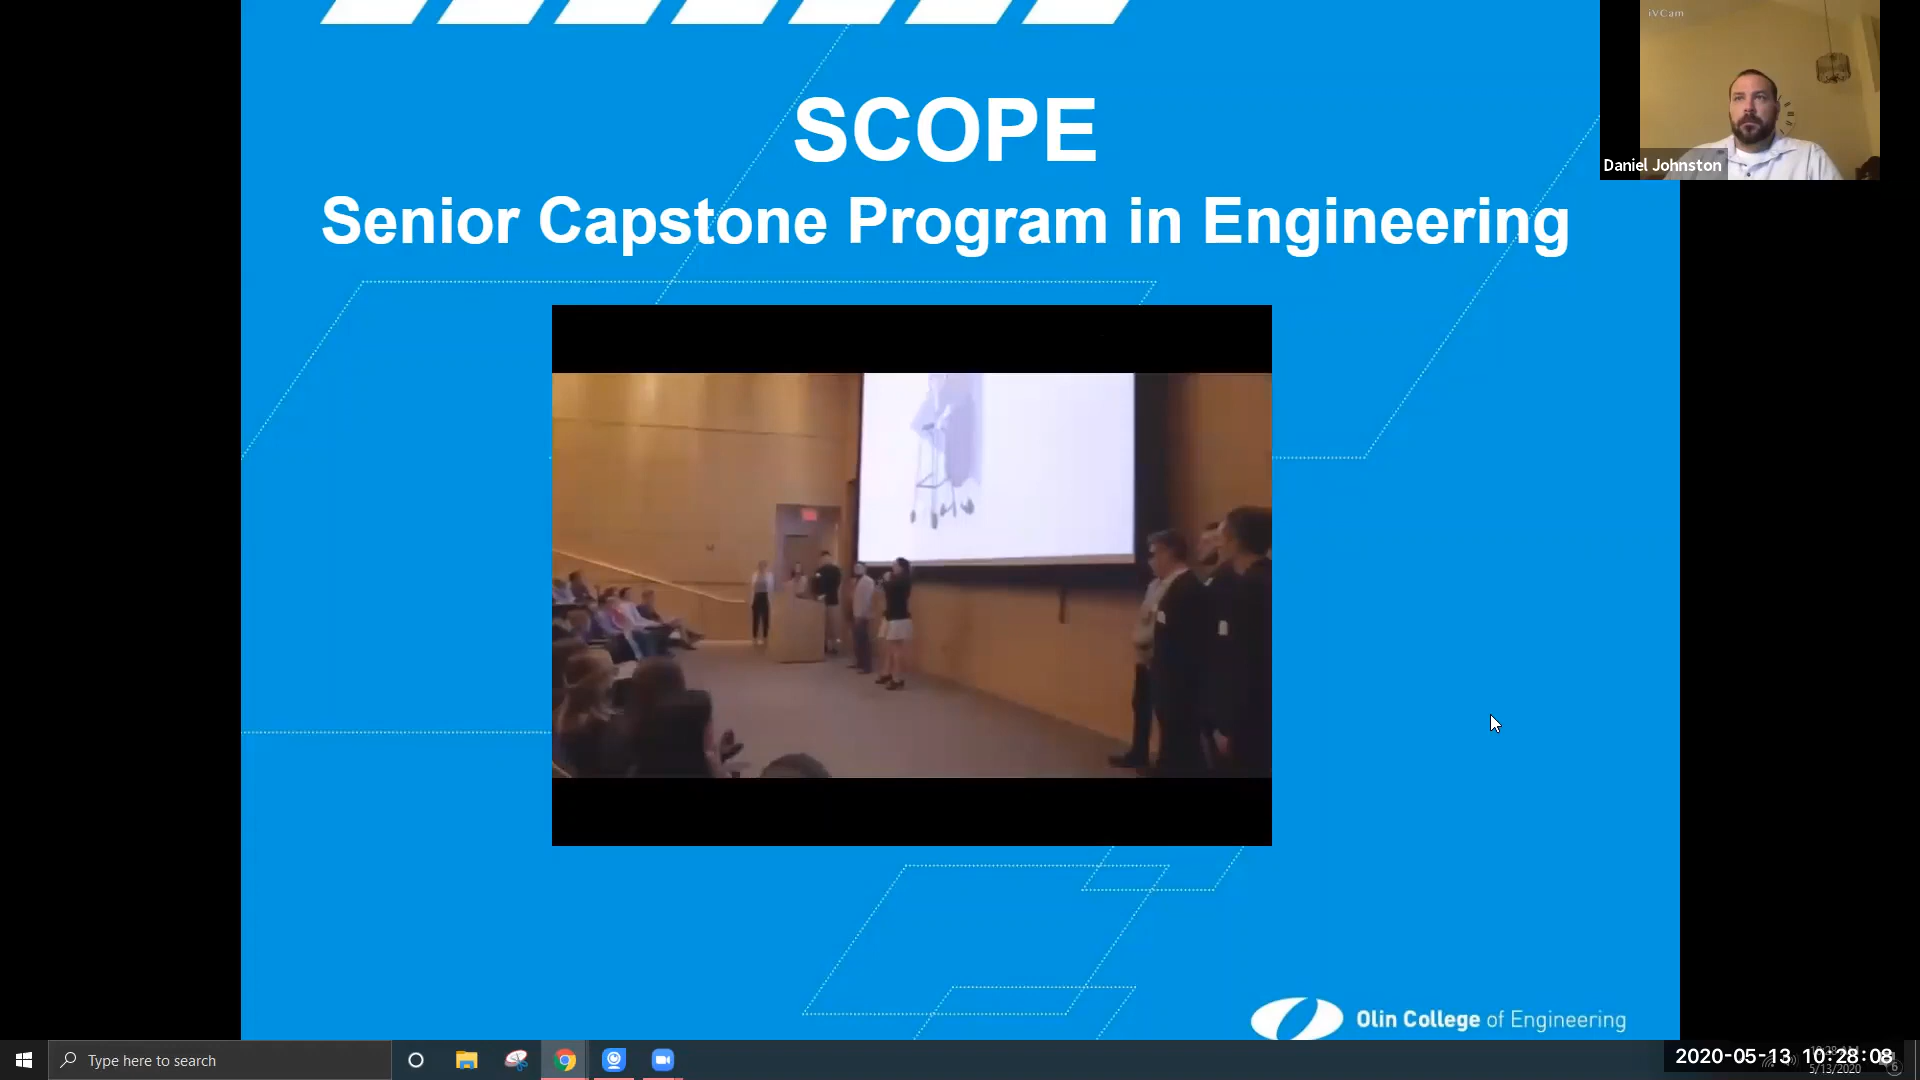 iVCam
SCOPE
Daniel Johnston
Senior Capstone Program in Engineering
Olin College of Engineering
Type here to search
2020-05-13 10:28:08
5/13/2020
6